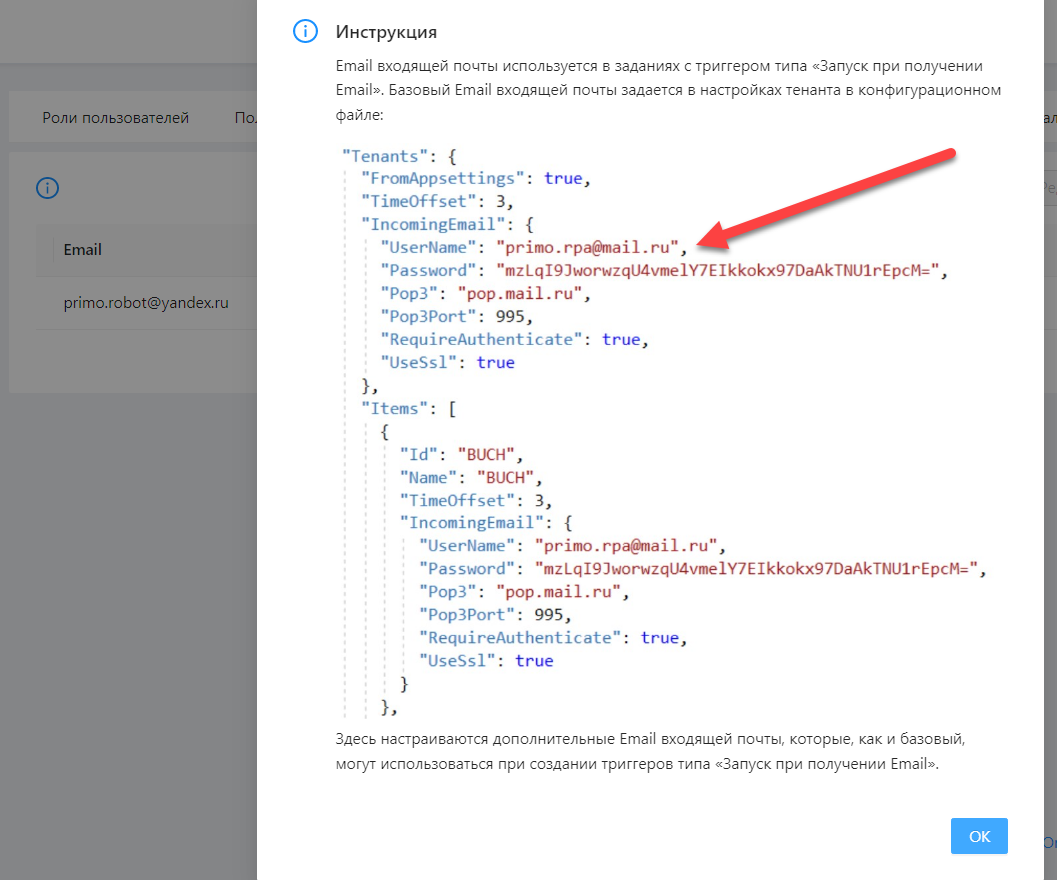 Инструкция
Email входящей почты используется в заданиях с триггером типа «Запуск при получении
Email». Базовый Email входящей почты задается в настройках тенанта в конфигурационном
файле:
Роли пользователей
"Tenants": {
"FromAppsettings": true,
"TimeOffset": 3,
"IncomingEmail": {
"UserName": "primo.rpa@mail.ru",
"Password": "mzLqI9JworwzqU4vmelY7EIkkokx97DaAkTNU1rEpcM=",
"Pop3": "pop.mail.ru",
"Pop3Port": 995,
"RequireAuthenticate": true,
"UseSsl": true
},
"Items": [
{
"Id": "BUCH",
"Name": "BUCH",
"TimeOffset": 3,
"IncomingEmail": {
"UserName": "primo.rpa@mail.ru",
"Password": "mzLqI9JworwzqU4vmelY7EIkkokx97DaAkTNU1rEpcM=",
"Pop3": "pop.mail.ru",
"Pop3Port": 995,
"RequireAuthenticate": true,
"UseSsl": true
}
},
Email
primo.robot@yandex.ru
Здесь настраиваются дополнительные Email входящей почты, которые, как и базовый,
могут использоваться при создании триггеров типа «Запуск при получении Email».
OK